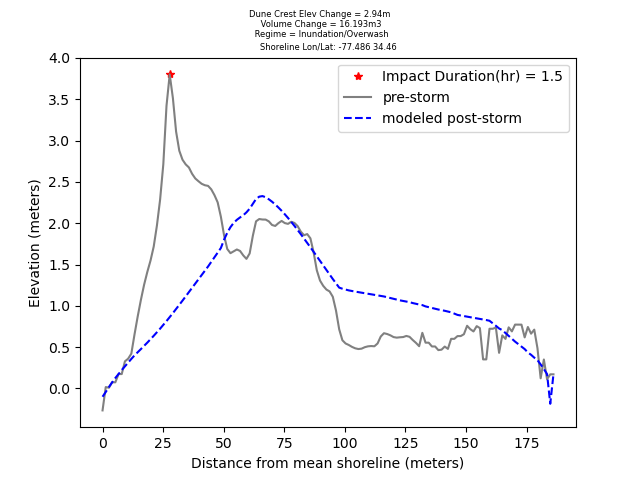 Dune Crest Elev Change = 2.94m
Volume Change = 16.193m3
Regime = Inundation/Overwash
Shoreline Lon/Lat: -77.486 34.46
Impact Duration(hr) = 1.5
pre-storm
modeled post-storm
4.0
3.5
3.0
2.5
2.0
1.5
1.0
0.5
0.0
Elevation (meters)
0 25 50 75 100 125 150 175
Distance from mean shoreline (meters)